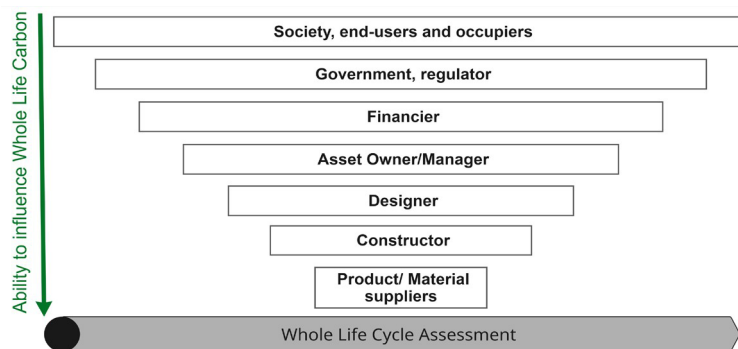 Ability to influence Whole Life Carbon
Society, end-users and occupiers
Government, regulator
Financier
Asset Owner/Manager
Designer
Constructor
Product/ Material
suppliers
Whole Life Cycle Assessment